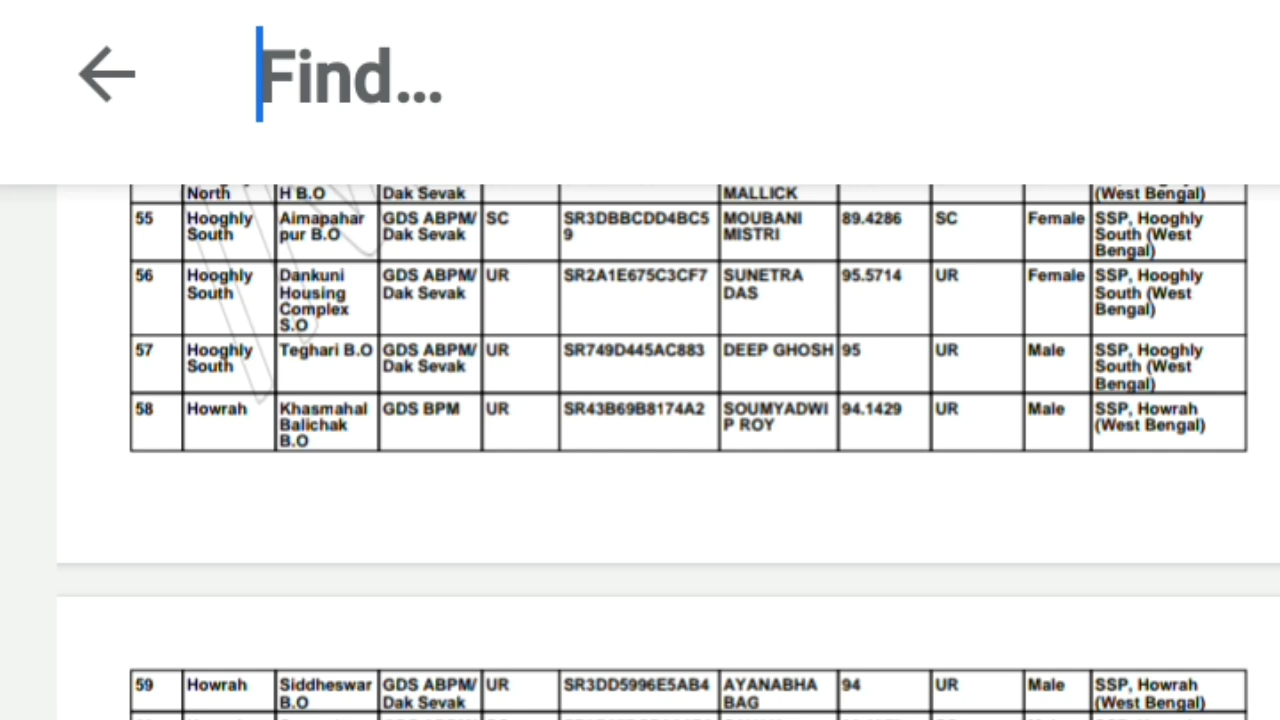 Find...
North H B.O Dak Sevak MALLICK (West Bengal)
55 Hooghly Aimapahar GDS ABPM/ SC SR3DBBCDD4BC5 MOUBANI 89.4286 SC Female SSP, Hooghly
South pur B.O Dak Sevak 9 MISTRI South (West
Bengal)
56 Hooghly Dankuni GDS ABPM/ UR SR2A1E675C3CF7 SUNETRA 95.5714 UR Female SSP, Hooghly
South Housing Dak Sevak DAS South (West
Complex Bengal)
S.O
57 Hooghly Teghari B.O GDS ABPM/ UR SR749D445AC883 DEEP GHOSH 95 UR Male SSP, Hooghly
South Dak Sevak South (West
Bengal)
58 Howrah Khasmahal GDS BPM UR SR43B69B8174A2 SOUMYADWI 94.1429 UR Male SSP, Howrah
Balichak P ROY (West Bengal)
B.O
59 Howrah Siddheswar GDS ABPM/ UR SR3DD5996E5AB4 AYANABHA 94 UR Male SSP, Howrah
B.O Dak Sevak BAG (West Bengal)